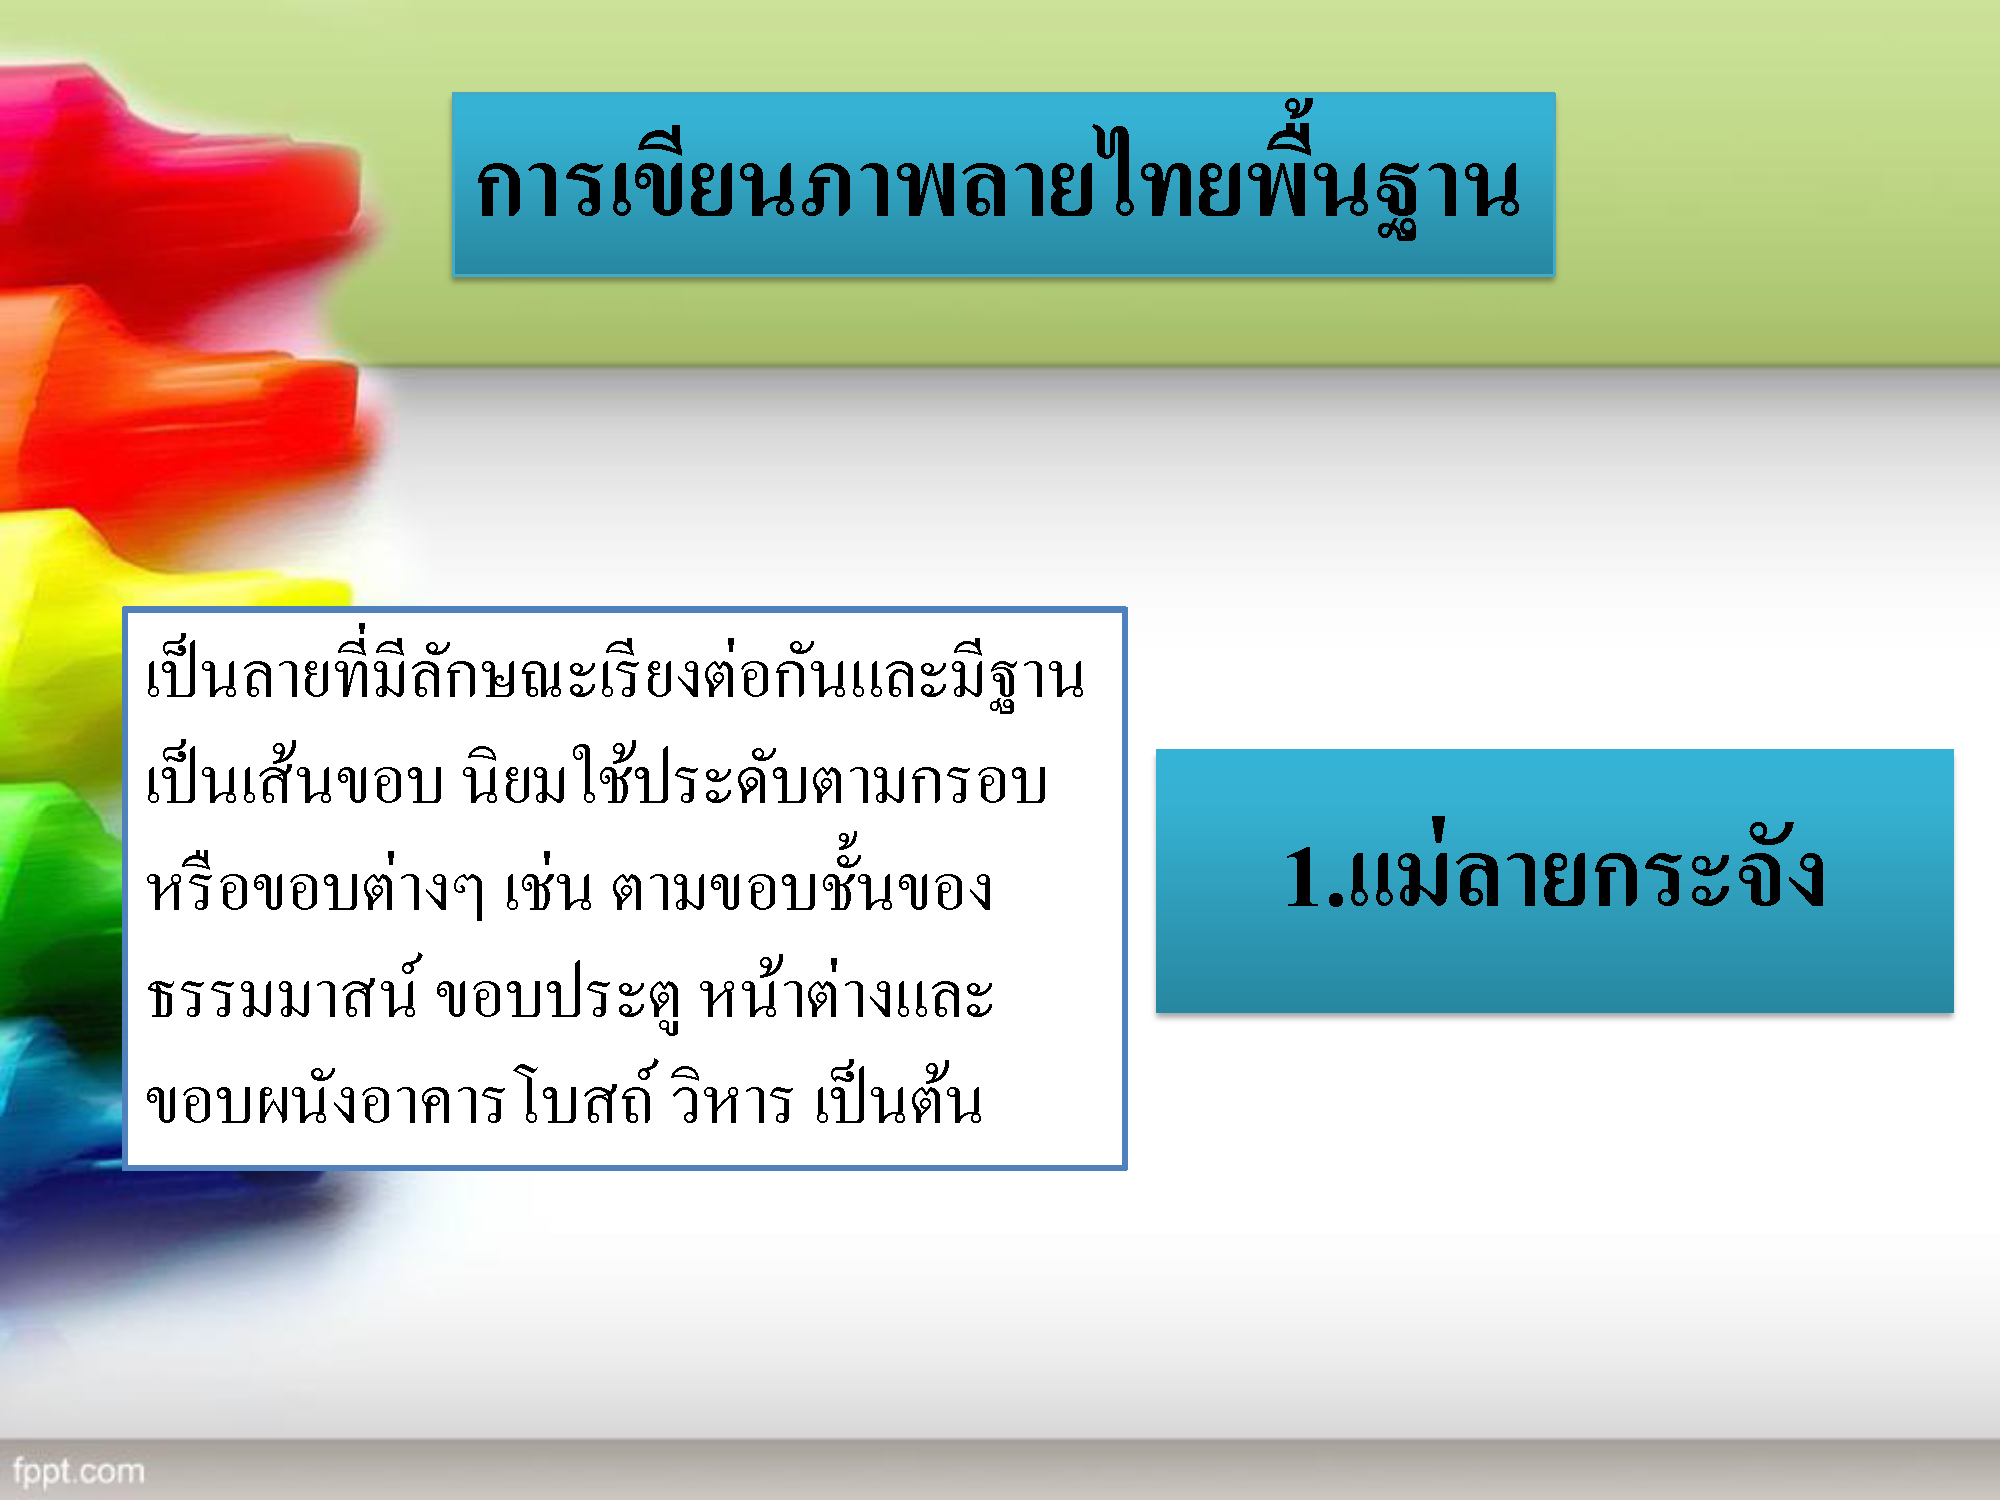 การเขียนภาพลายไทยพื้นฐาน
เป็นลายที่มีลักษณะเรียงต่อกันและมีฐาน
เป็นเส้นขอบ นิยมใช้ประดับตามกรอบ
หรือขอบต่างๆ เช่น ตามขอบชั้นของ
ธรรมมาสน์ ขอบประตู หน้าต่างและ
ขอบผนังอาคารโบสถ์ วิหาร เป็นต้น
1.แม่ลายกระจัง
fppt.com